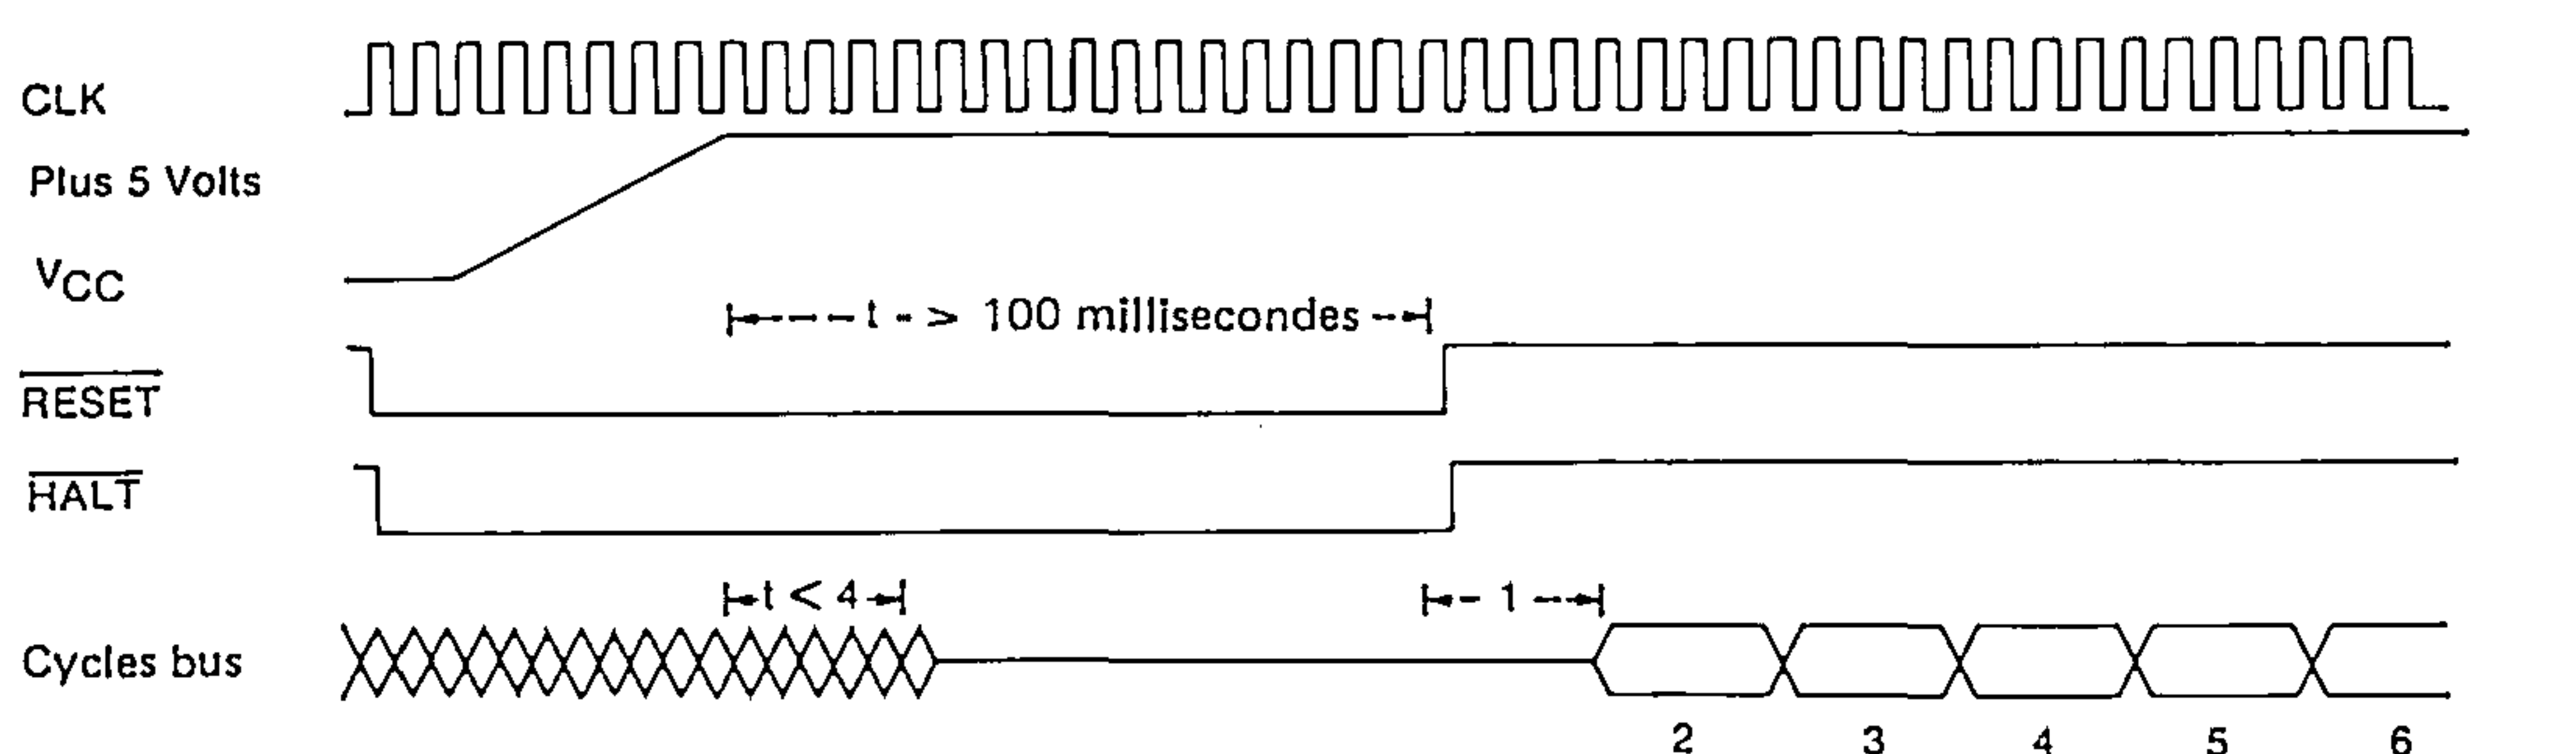 CLK
Plus 5 Volts
VCC
t - > 100 millisecondes
RESET
HALT
t < 4
1
Cycles bus
2 3 4 5 6